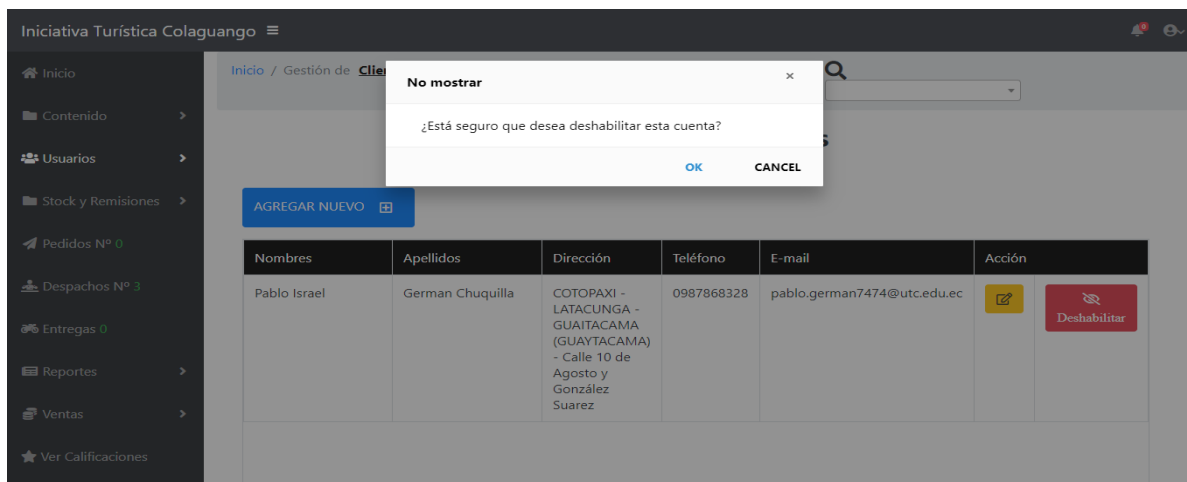 Iniciativa Turística Colaguango
0
Inicio
Inicio / Gestión de
No mostrar
×
¿Está seguro que desea deshabilitar esta cuenta?
OK CANCEL
Contenido
Usuarios
Stock y Remisiones
AGREGAR NUEVO
Pedidos Nº 0
Despachos Nº 3
Entregas 0
Reportes
Ventas
Ver Calificaciones
Nombres Apellidos Dirección Teléfono E-mail Acción
Pablo Israel German Chuquilla COTOPAXI - 0987868328 pablo.german7474@utc.edu.ec
LATACUNGA -
GUAITACAMA
(GUAYTACAMA)
- Calle 10 de
Agosto y
González
Suarez
Deshabilitar